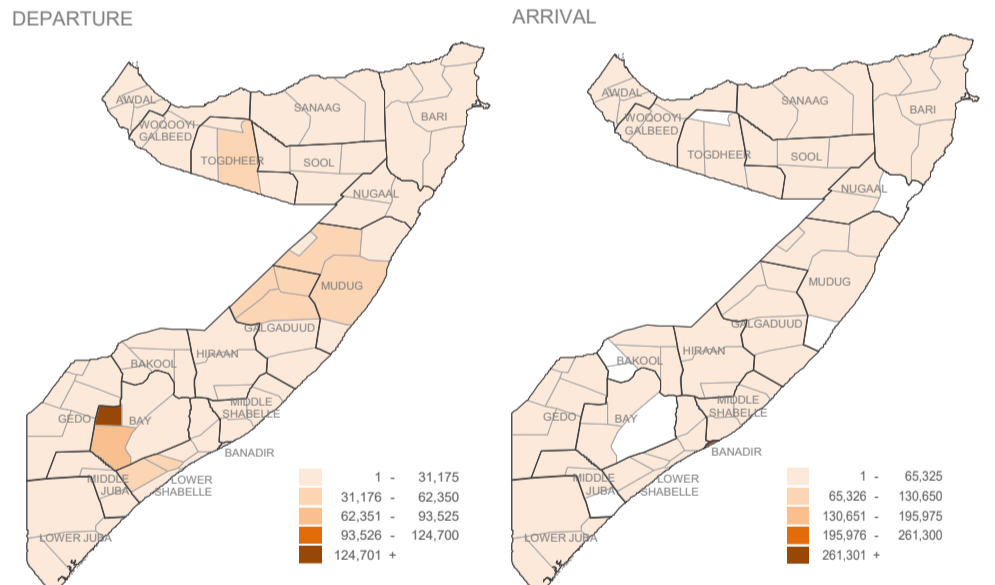 DEPARTURE
AWDAL
WOQOOYI
GALBEED
TOGDHEER
SANAAG
SOOL
BARI
NUGAAL
MUDUG
GALGADUUD
HIRAAN
BAKOOL
GEDO
BAY
MIDDLE
SHABELLE
BANADIR
MIDDLE
JUBA
LOWER
SHABELLE
LOWER JUBA
1 - 31,175
31,176 - 62,350
62,351 - 93,525
93,526 - 124,700
124,701 +
ARRIVAL
AWDAL
WOQOOYI
GALBEED
TOGDHEER
SANAAG
SOOL
BARI
NUGAAL
MUDUG
GALGADUUD
HIRAAN
BAKOOL
GEDO
BAY
MIDDLE
SHABELLE
BANADIR
MIDDLE
JUBA
LOWER
SHABELLE
LOWER JUBA
1 - 65,325
65,326 - 130,650
130,651 - 195,975
195,976 - 261,300
261,301 +